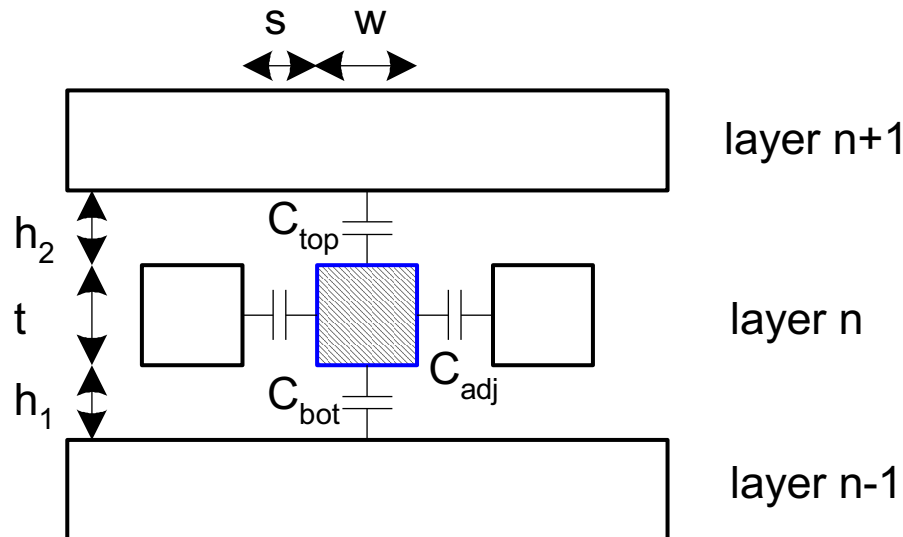 s w
layer n+1
h2
Ctop
t
layer n
Cadj
h1
Cbot
layer n-1